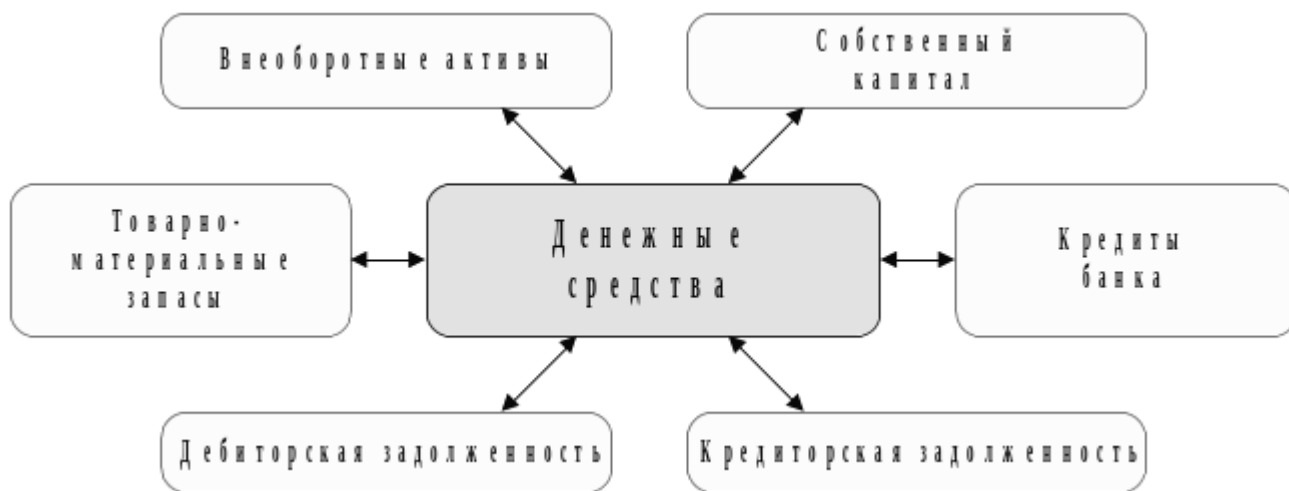 Внеоборотные активы
Собственный
капитал
Товарно-
материальные
запасы
Денежные
средства
Кредиты
банка
Дебиторская задолженность
Кредиторская задолженность